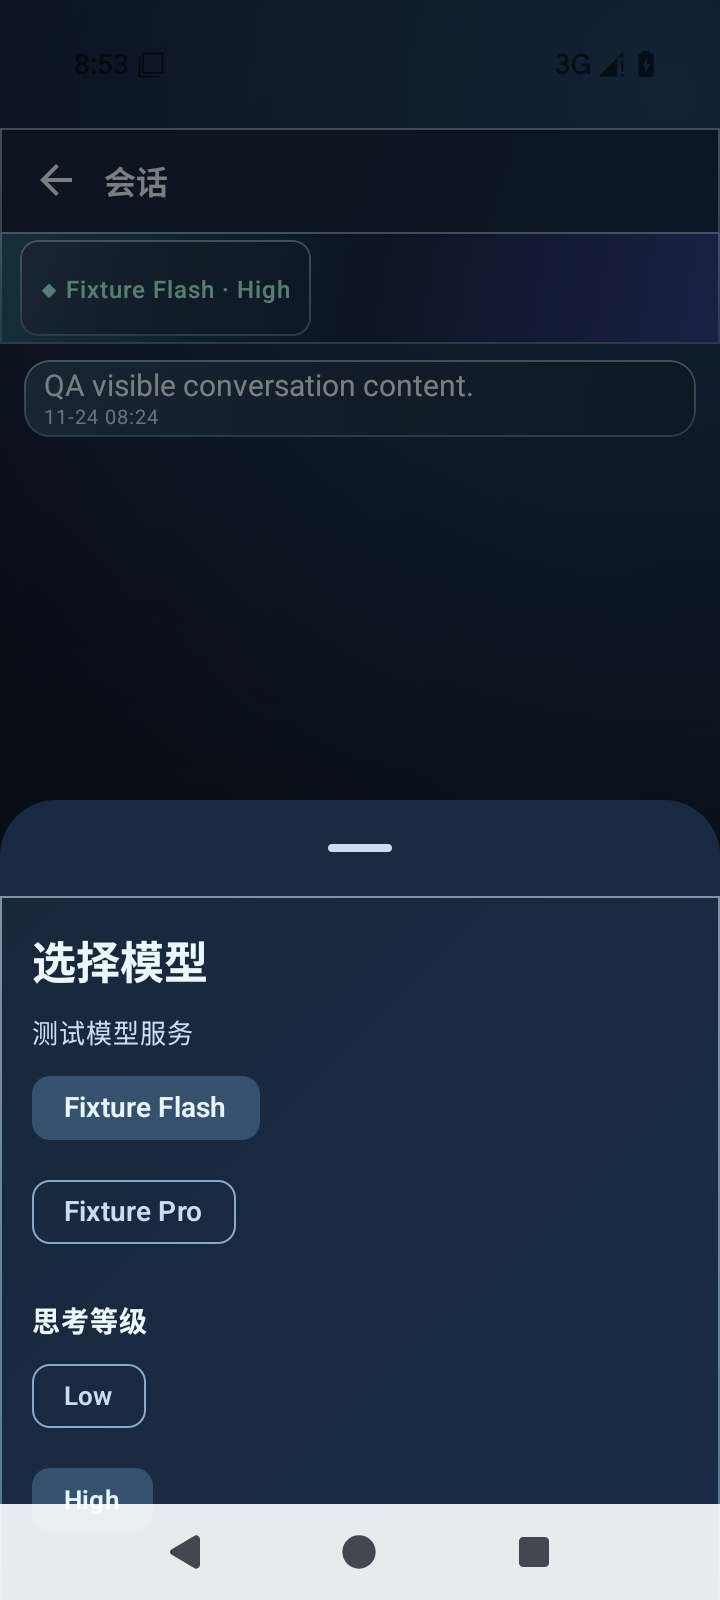 8:53
3G
会话
◆ Fixture Flash · High
QA visible conversation content.
11-24 08:24
选择模型
测试模型服务
Fixture Flash
Fixture Pro
思考等级
Low
High